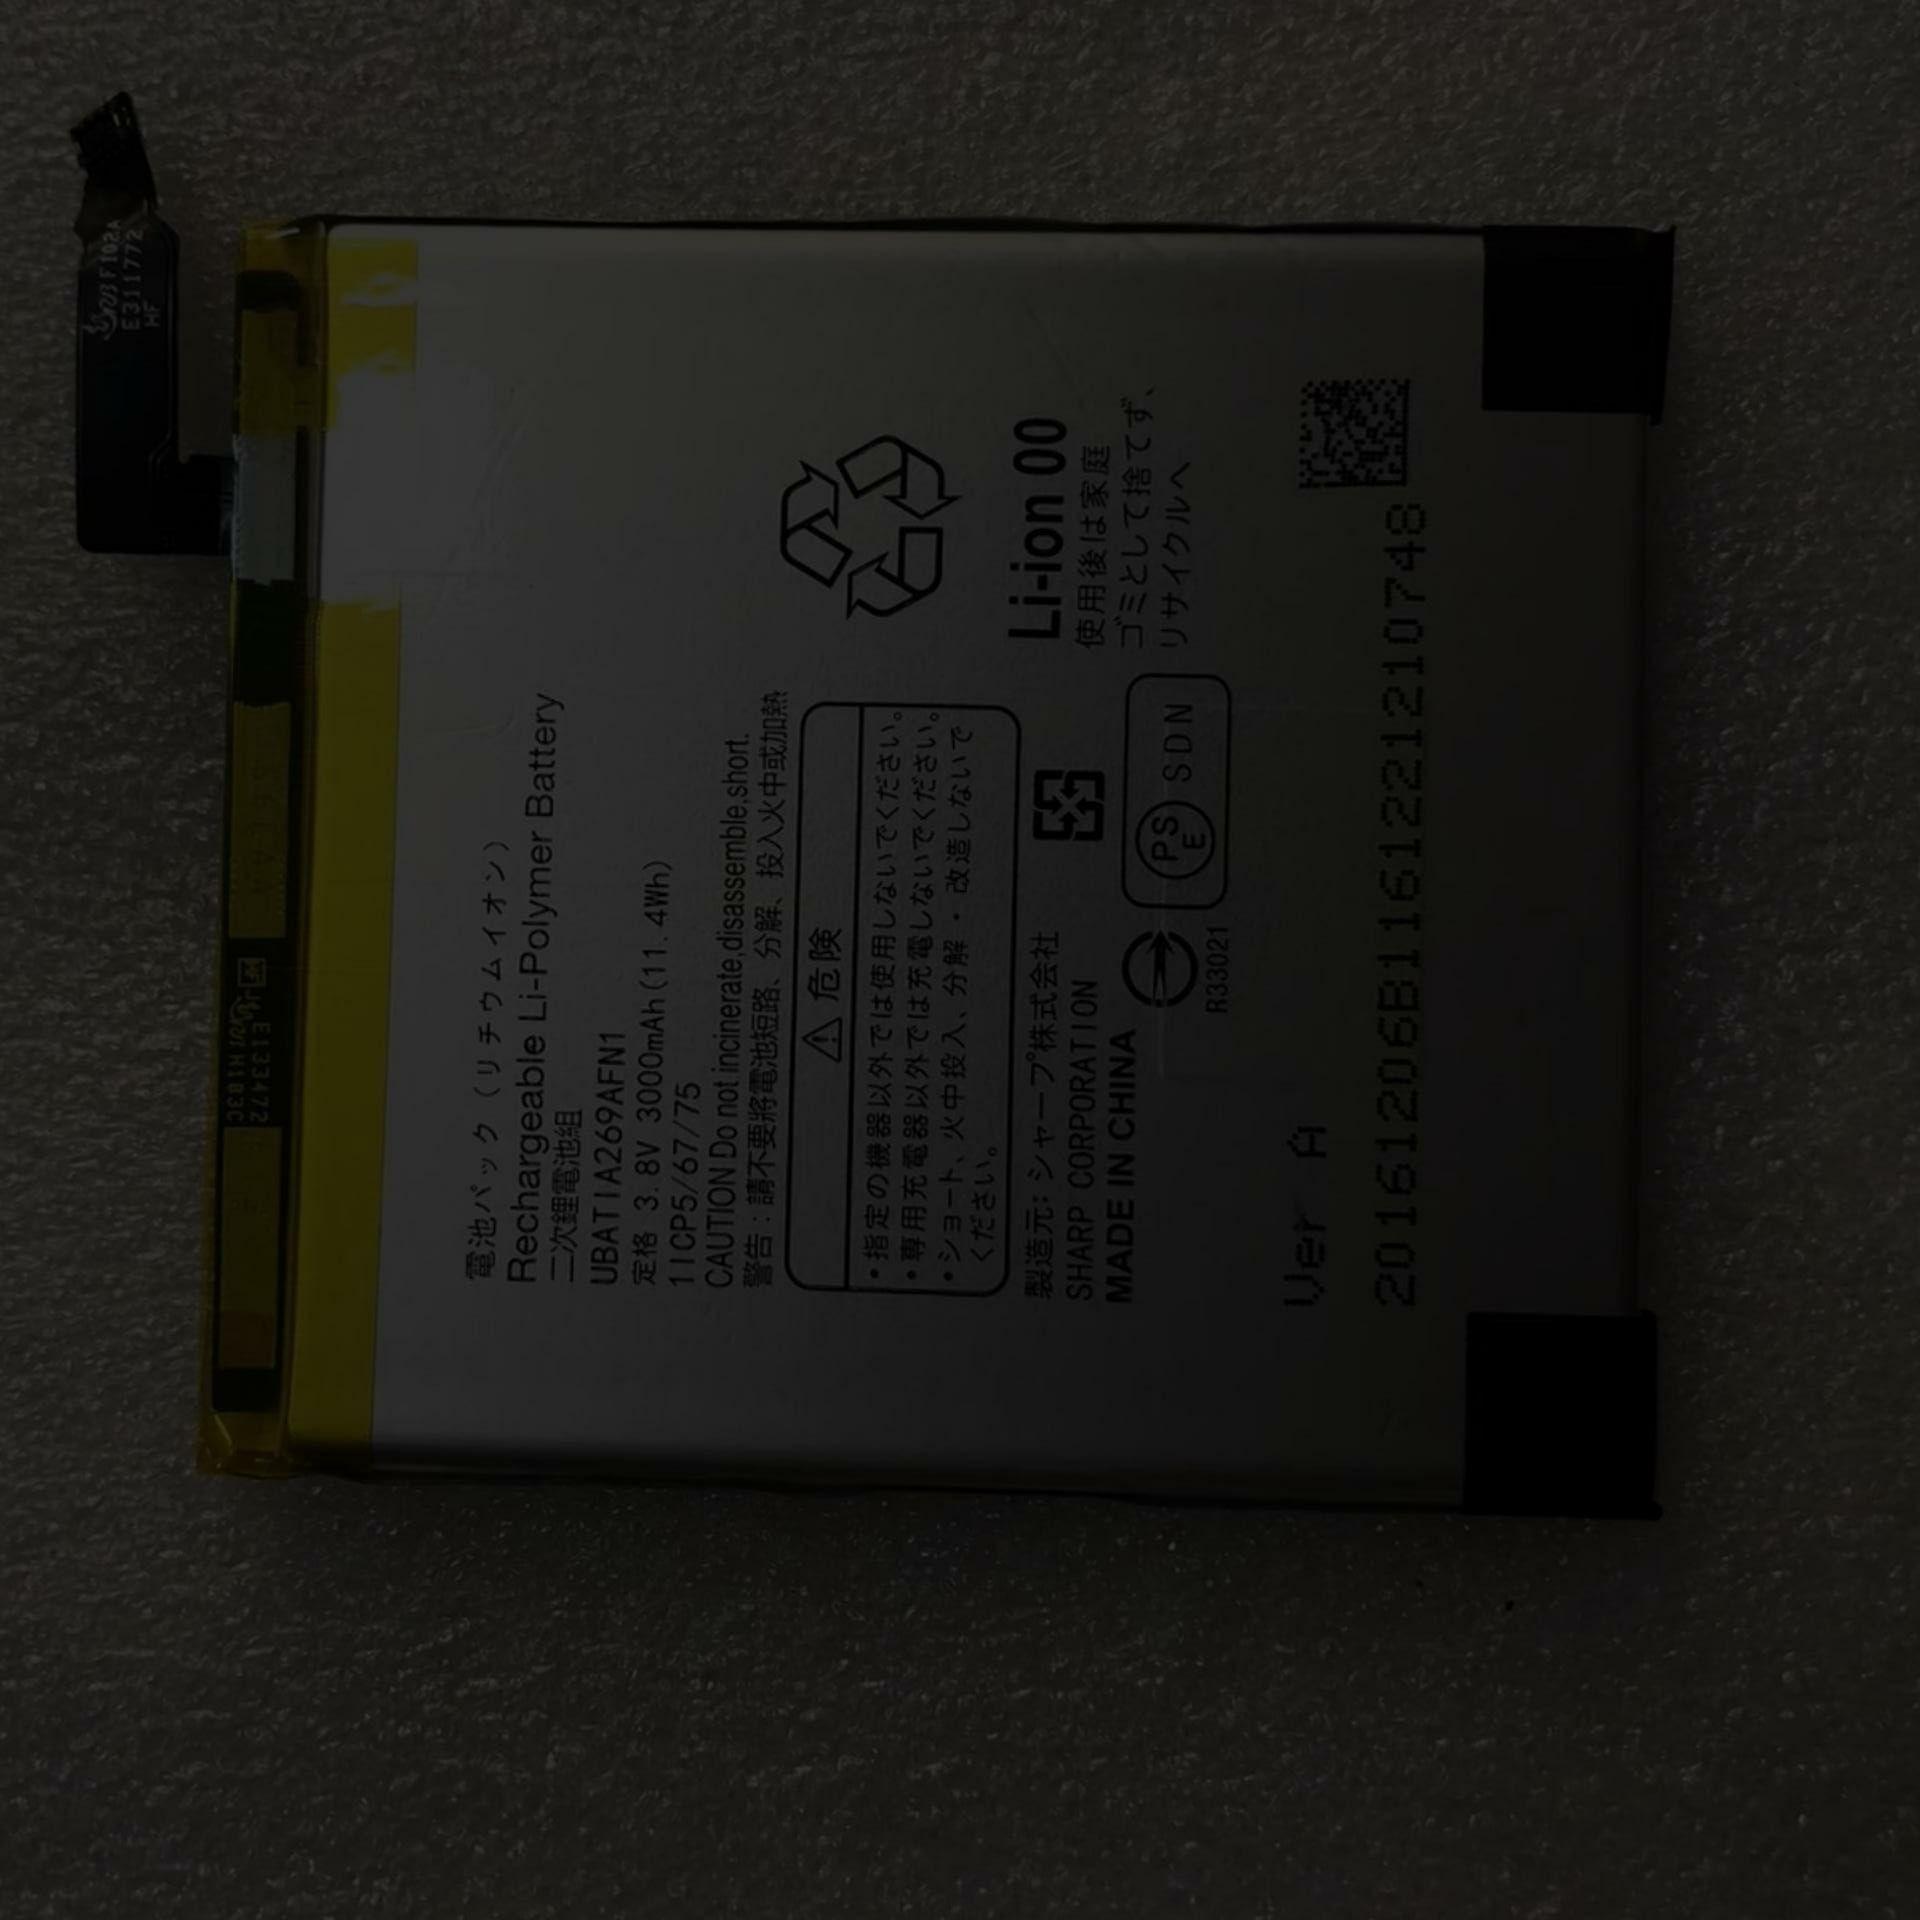 電池パック（リチウムイオン）
Rechargeable Li-Polymer Battery
二次鋰電池組
UBATIA269AFN1
定格 3.8V 3000mAh(11.4Wh)
1ICP5/67/75
CAUTION Do not incinerate,disassemble,short.
警告：請不要將電池短路、分解、投入火中或加熱
⚠ 危険
・指定の機器以外では使用しないでください。
・専用充電器以外では充電しないでください。
・ショート、火中投入、分解・改造しないで
ください。
製造元: シャープ株式会社
SHARP CORPORATION
MADE IN CHINA
PSE SDN
R33021
Li-ion 00
使用後は家庭
ゴミとして捨てず、
リサイクルへ
Ver A
20161206B1161221210748
F102A
E311772
HF
E133472
H103C